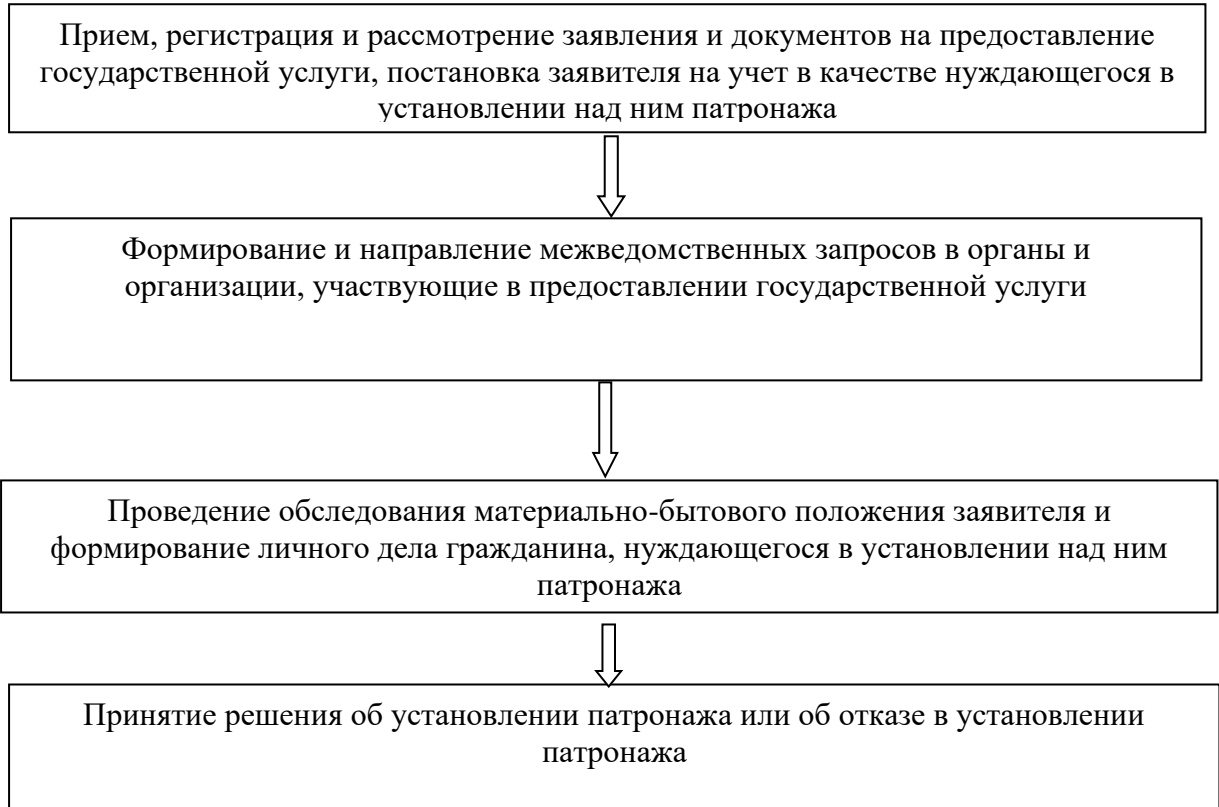 Прием, регистрация и рассмотрение заявления и документов на предоставление
государственной услуги, постановка заявителя на учет в качестве нуждающегося в
установлении над ним патронажа
Формирование и направление межведомственных запросов в органы и
организации, участвующие в предоставлении государственной услуги
Проведение обследования материально-бытового положения заявителя и
формирование личного дела гражданина, нуждающегося в установлении над ним
патронажа
Принятие решения об установлении патронажа или об отказе в установлении
патронажа